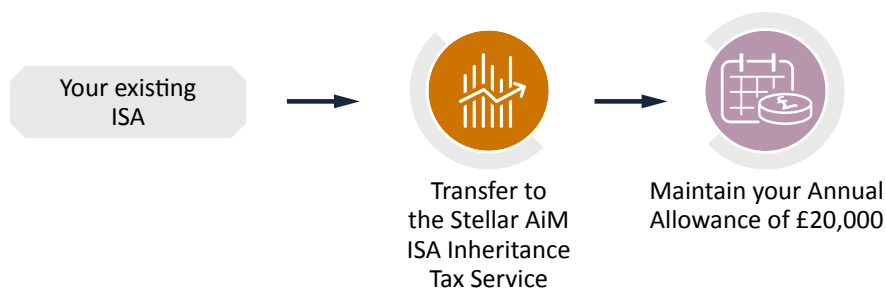 Your existing
ISA
Transfer to
the Stellar AiM
ISA Inheritance
Tax Service
Maintain your Annual
Allowance of £20,000
£